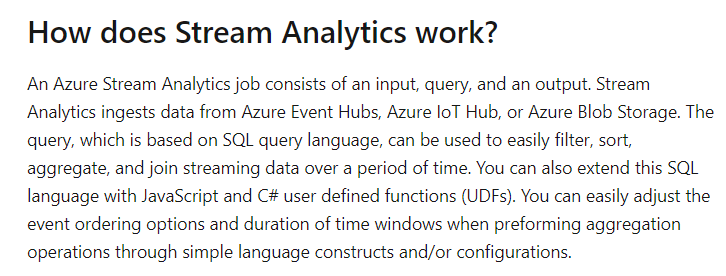 How does Stream Analytics work?
An Azure Stream Analytics job consists of an input, query, and an output. Stream
Analytics ingests data from Azure Event Hubs, Azure IoT Hub, or Azure Blob Storage. The
query, which is based on SQL query language, can be used to easily filter, sort,
aggregate, and join streaming data over a period of time. You can also extend this SQL
language with JavaScript and C# user defined functions (UDFs). You can easily adjust the
event ordering options and duration of time windows when preforming aggregation
operations through simple language constructs and/or configurations.